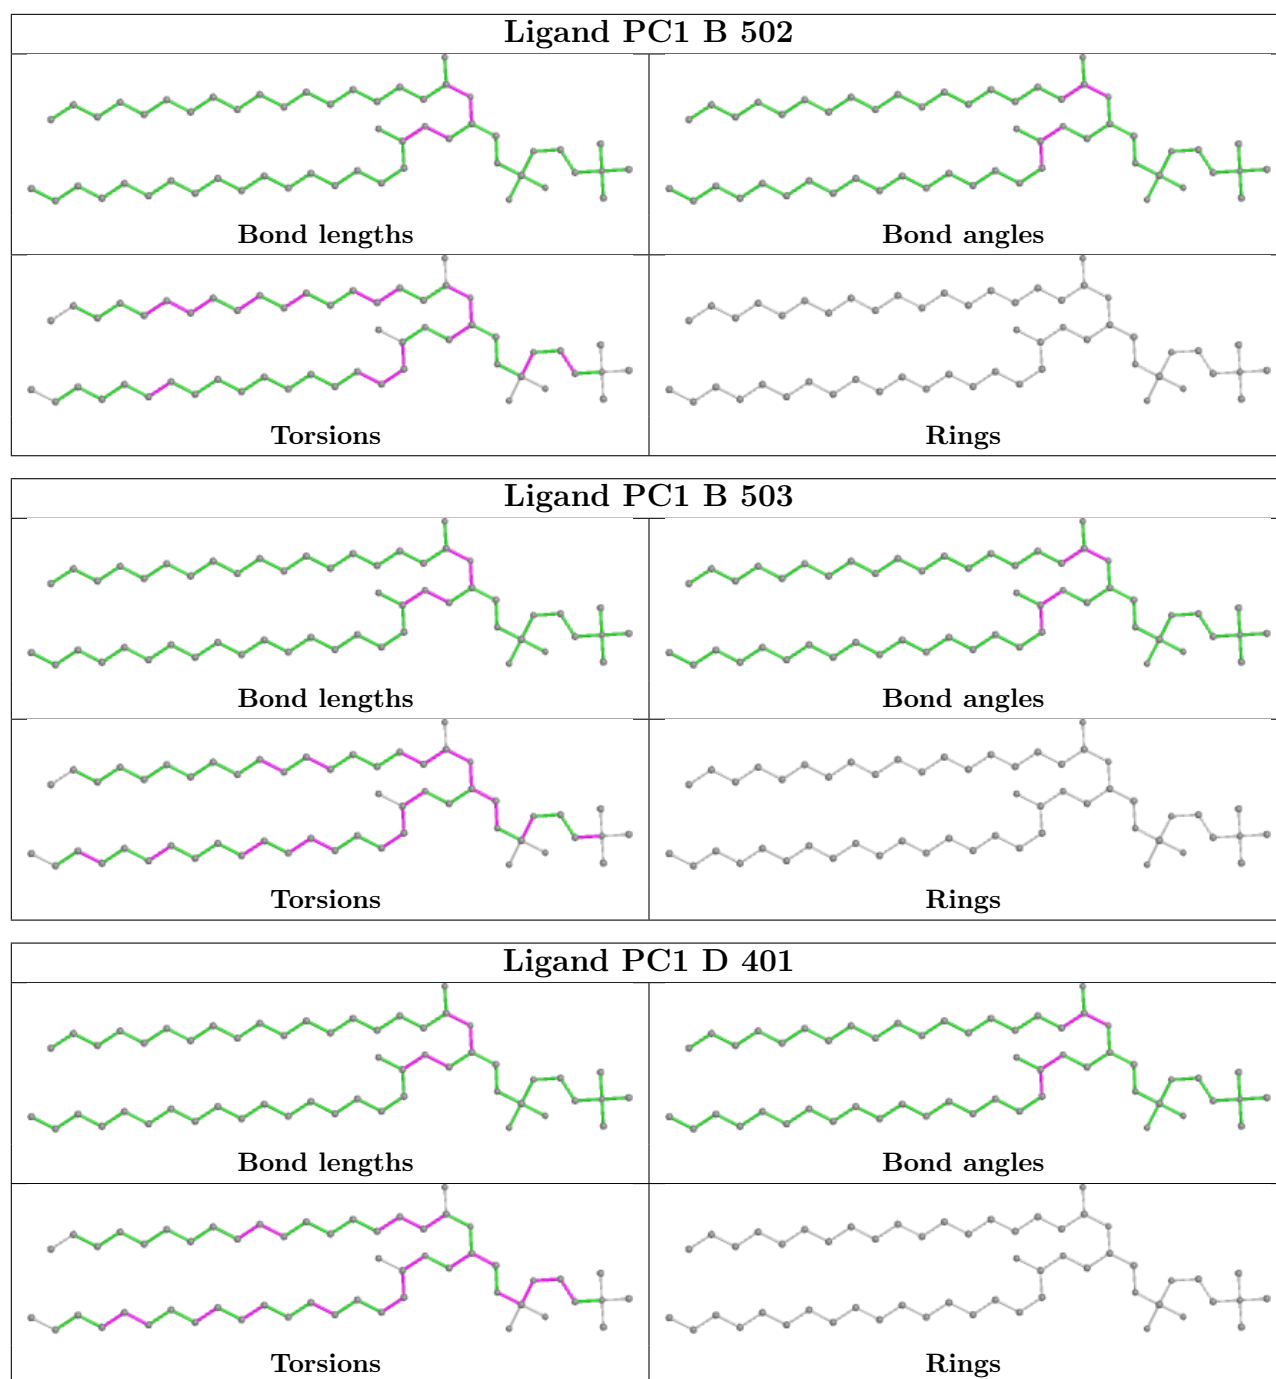 Ligand PC1 B 502
Bond lengths
Bond angles
Torsions
Rings
Ligand PC1 B 503
Bond lengths
Bond angles
Torsions
Rings
Ligand PC1 D 401
Bond lengths
Bond angles
Torsions
Rings